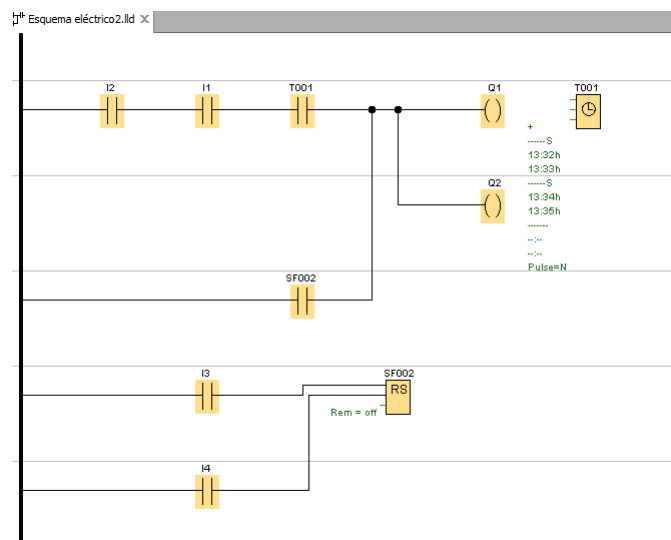 Esquema eléctrico2.lld X
I2 I1 T001 Q1 T001
+
------S
13:32h
13:33h
Q2 ------S
13:34h
13:35h
-------
--:--
--:--
Pulse=N
SF002
I3 SF002
RS
Rem = off
I4